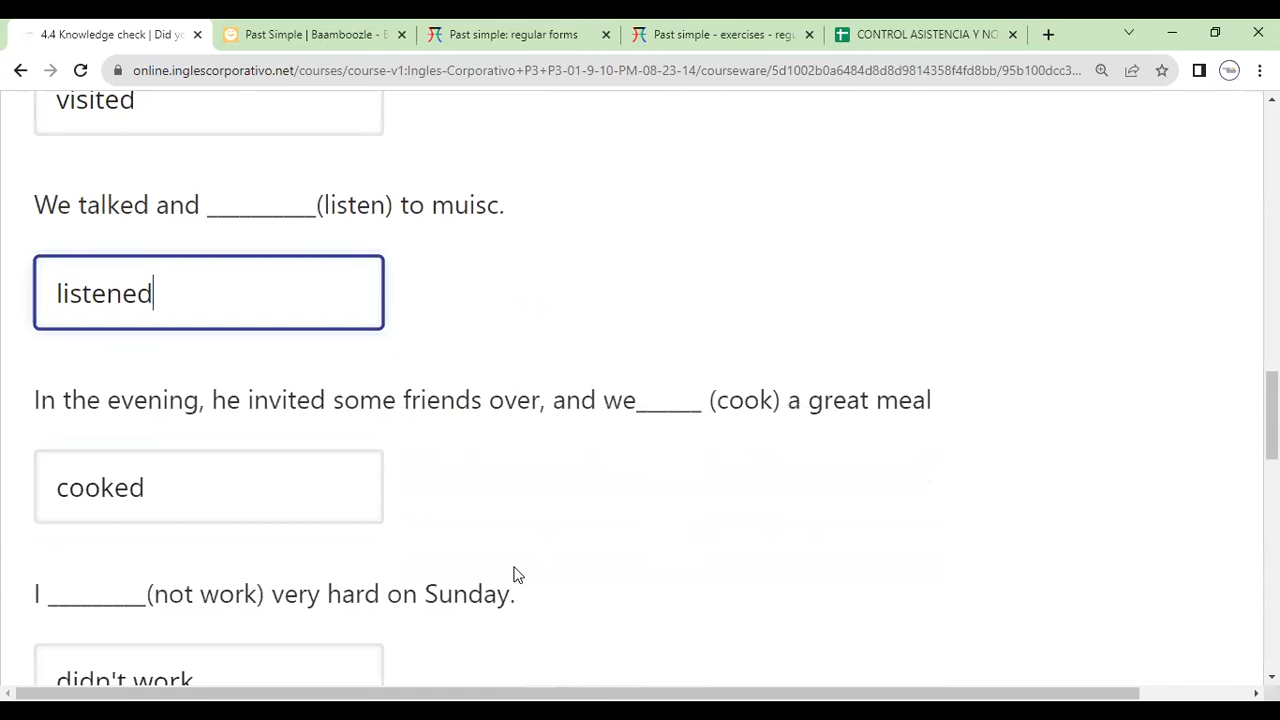 4.4 Knowledge check | Did yo
Past Simple | Baamboozle - B
Past simple: regular forms
Past simple - exercises - regu
CONTROL ASISTENCIA Y NO
online.inglescorporativo.net/courses/course-v1:Ingles-Corporativo+P3+P3-01-9-10-PM-08-23-14/courseware/5d1002b0a6484d8d8d9814358f4fd8bb/95b100dcc3...
visited
We talked and __________(listen) to muisc.
listened
In the evening, he invited some friends over, and we______ (cook) a great meal
cooked
I _________(not work) very hard on Sunday.
didn't work